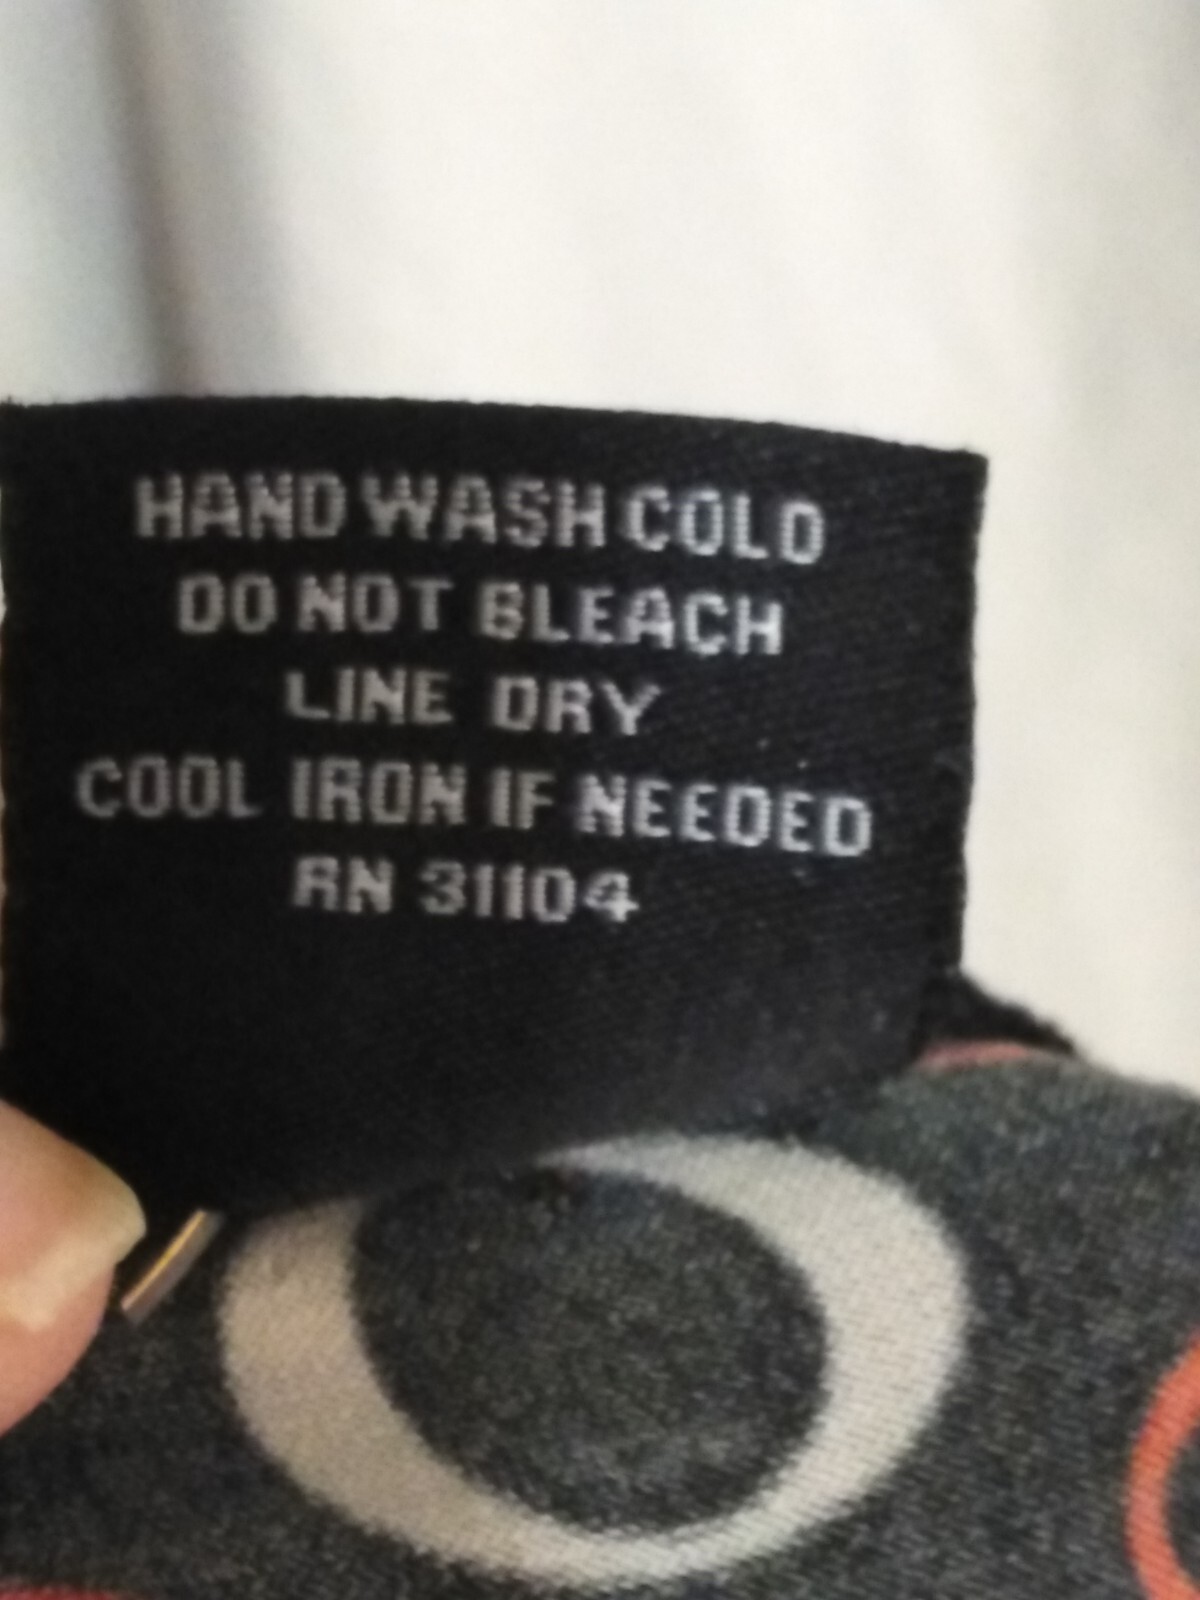 HAND WASH COLD
DO NOT BLEACH
LINE DRY
COOL IRON IF NEEDED
RN 31104